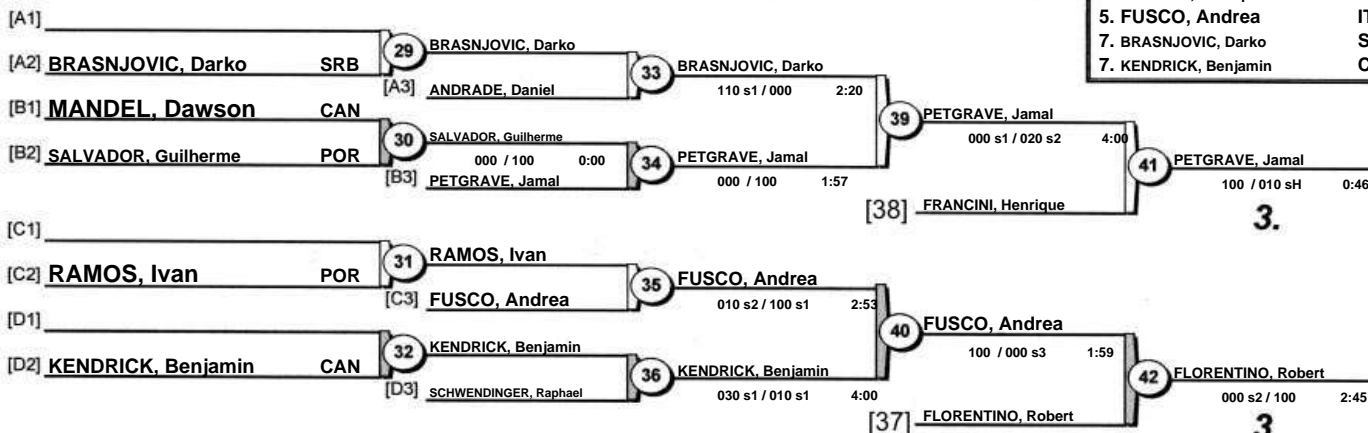 5. FUSCO, Andrea
7. BRASNJOVIC, Darko
7. KENDRICK, Benjamin
[A1]
[A2] BRASNJOVIC, Darko SRB
29
BRASNJOVIC, Darko
[A3] ANDRADE, Daniel
33
BRASNJOVIC, Darko
110 s1 / 000 2:20
[B1] MANDEL, Dawson CAN
[B2] SALVADOR, Guilherme POR
30
SALVADOR, Guilherme
000 / 100 0:00
[B3] PETGRAVE, Jamal
34
PETGRAVE, Jamal
000 / 100 1:57
39
PETGRAVE, Jamal
000 s1 / 020 s2 4:00
[38] FRANCINI, Henrique
41
PETGRAVE, Jamal
100 / 010 sH 0:46
3.
[C1]
[C2] RAMOS, Ivan POR
31
RAMOS, Ivan
[C3] FUSCO, Andrea
35
FUSCO, Andrea
010 s2 / 100 s1 2:53
[D1]
[D2] KENDRICK, Benjamin CAN
32
KENDRICK, Benjamin
[D3] SCHWENDINGER, Raphael
36
KENDRICK, Benjamin
030 s1 / 010 s1 4:00
40
FUSCO, Andrea
100 / 000 s3 1:59
[37] FLORENTINO, Robert
42
FLORENTINO, Robert
000 s2 / 100 2:45
3